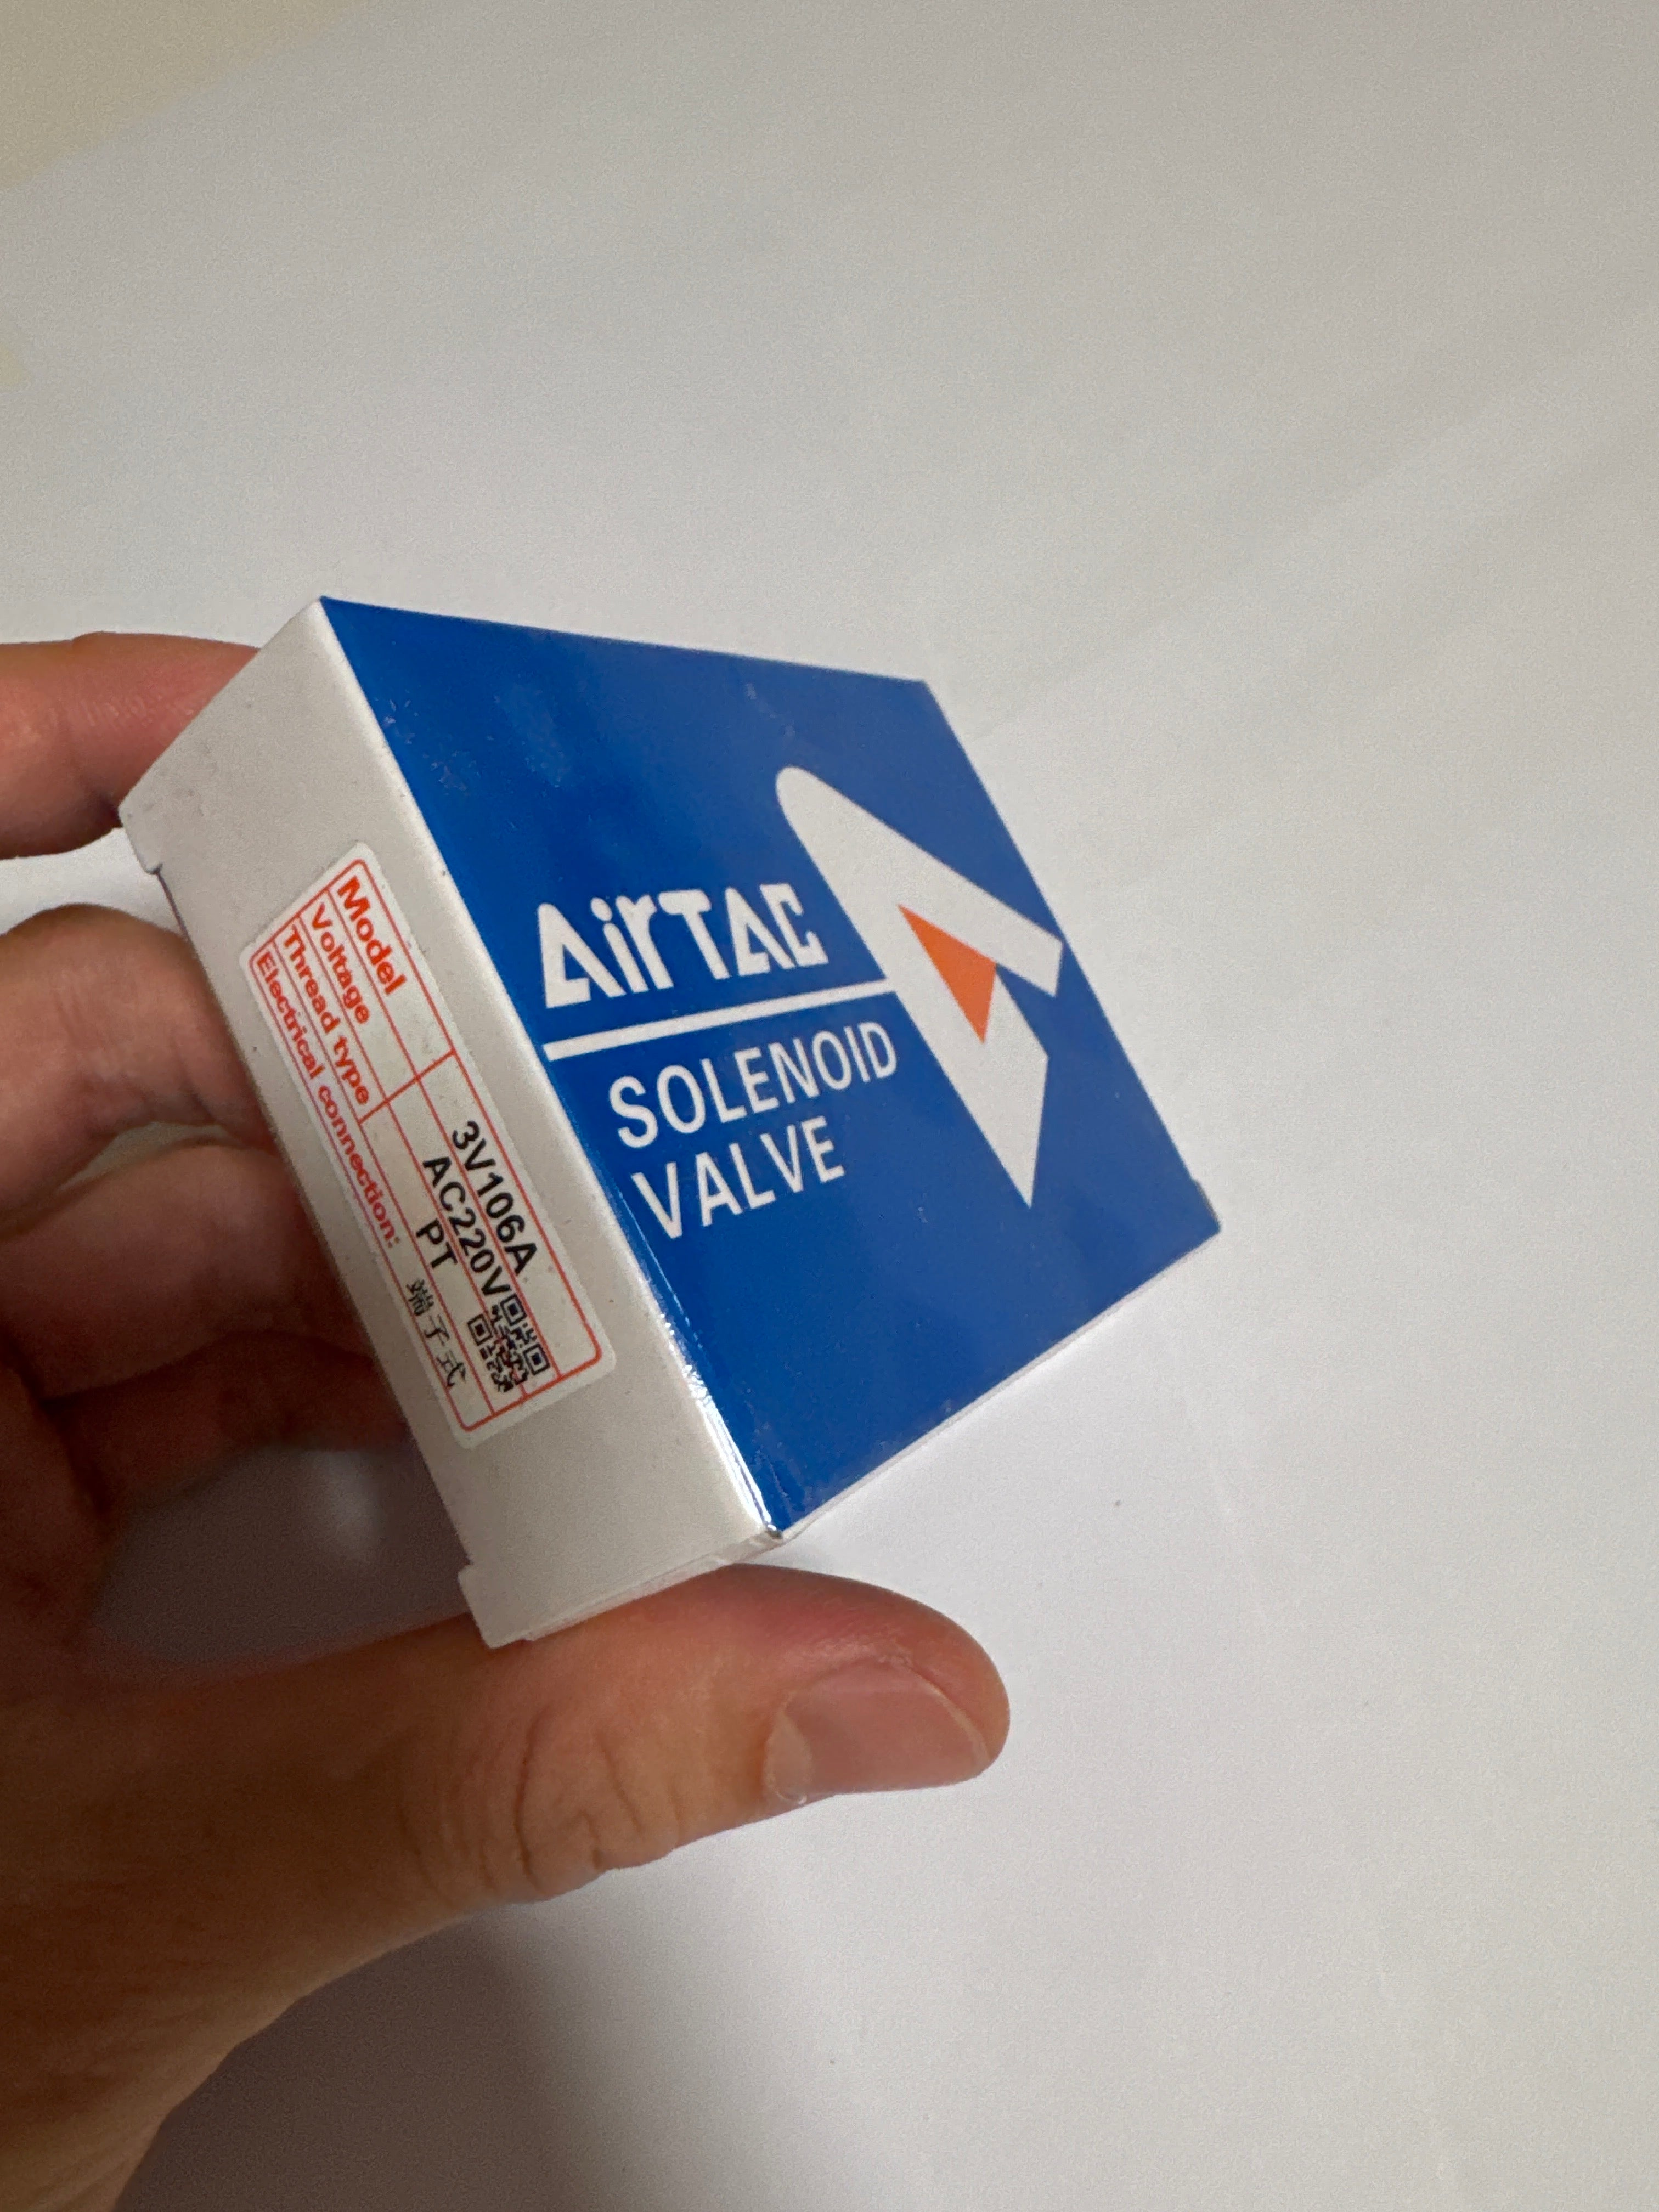 AirTAC
SOLENOID
VALVE
Model 3V106A
Voltage AC220V
Thread type PT
Electrical connection: 端子式